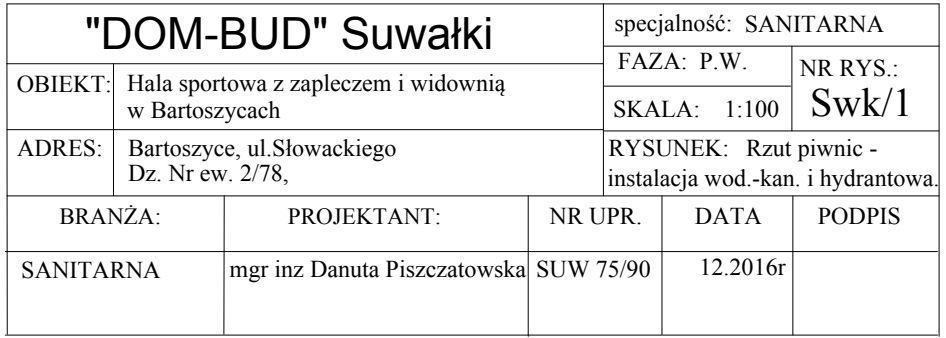 "DOM-BUD" Suwałki
specjalność: SANITARNA
OBIEKT: Hala sportowa z zapleczem i widownią
w Bartoszycach
FAZA: P.W.
SKALA: 1:100
NR RYS.:
Swk/1
ADRES: Bartoszyce, ul.Słowackiego
Dz. Nr ew. 2/78,
RYSUNEK: Rzut piwnic -
instalacja wod.-kan. i hydrantowa.
BRANŻA: PROJEKTANT: NR UPR. DATA PODPIS
SANITARNA mgr inz Danuta Piszczatowska SUW 75/90 12.2016r